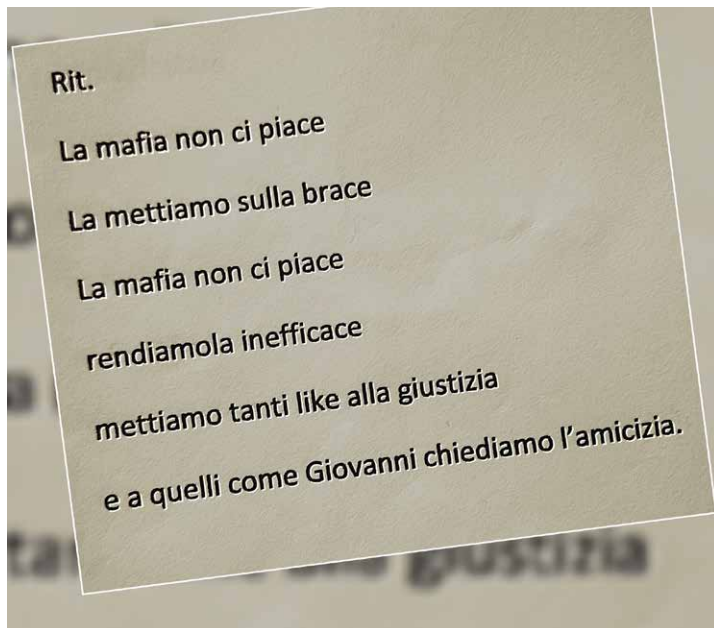 Rit.
La mafia non ci piace
La mettiamo sulla brace
La mafia non ci piace
rendiamola inefficace
mettiamo tanti like alla giustizia
e a quelli come Giovanni chiediamo l'amicizia.
giustizia